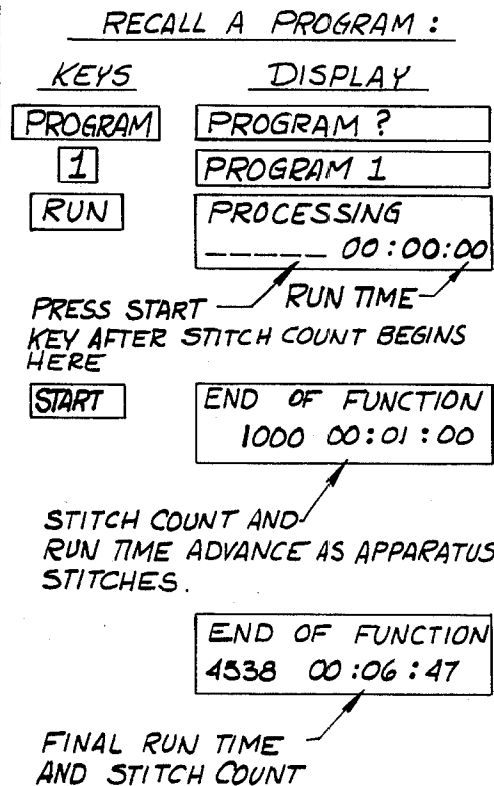 RECALL A PROGRAM :
KEYS DISPLAY
PROGRAM PROGRAM ?
1 PROGRAM 1
RUN PROCESSING
_____ 00:00:00
PRESS START RUN TIME
KEY AFTER STITCH COUNT BEGINS
HERE
START END OF FUNCTION
1000 00:01:00
STITCH COUNT AND
RUN TIME ADVANCE AS APPARATUS
STITCHES.
END OF FUNCTION
4538 00:06:47
FINAL RUN TIME
AND STITCH COUNT